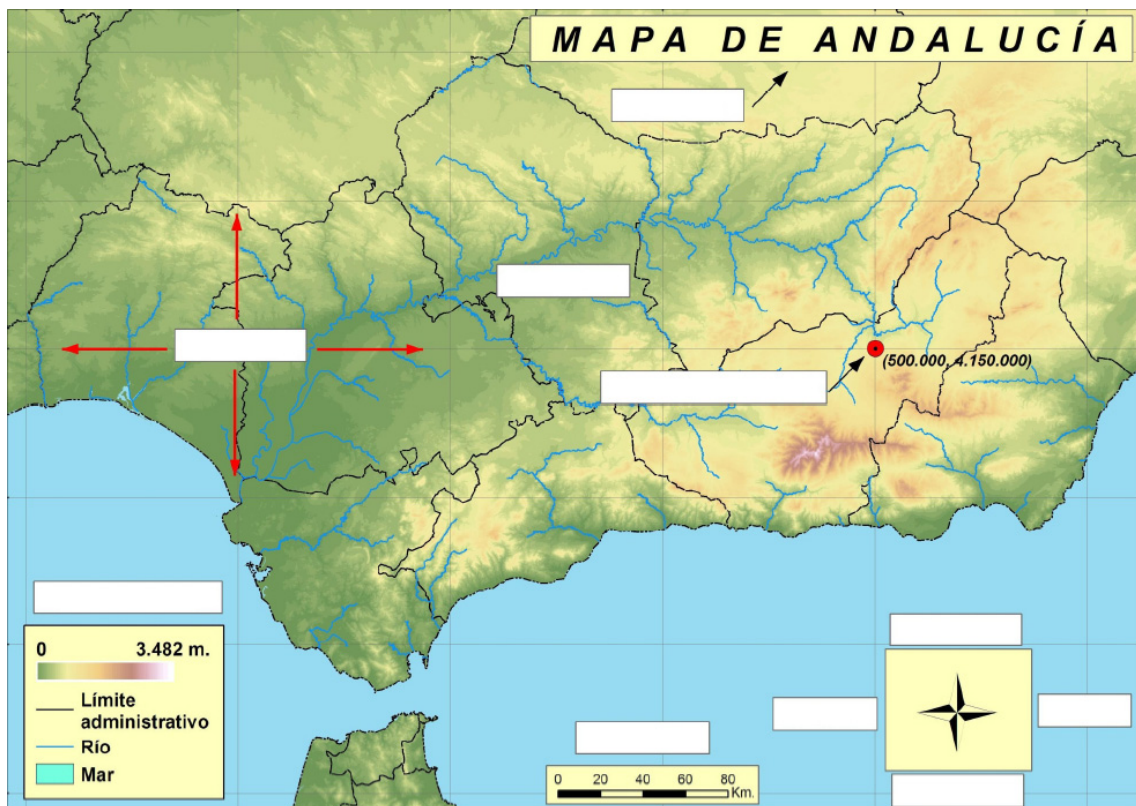 MAPA DE ANDALUCÍA
(500.000, 4.150.000)
0 3.482 m.
Límite
administrativo
Río
Mar
0 20 40 60 80
Km.